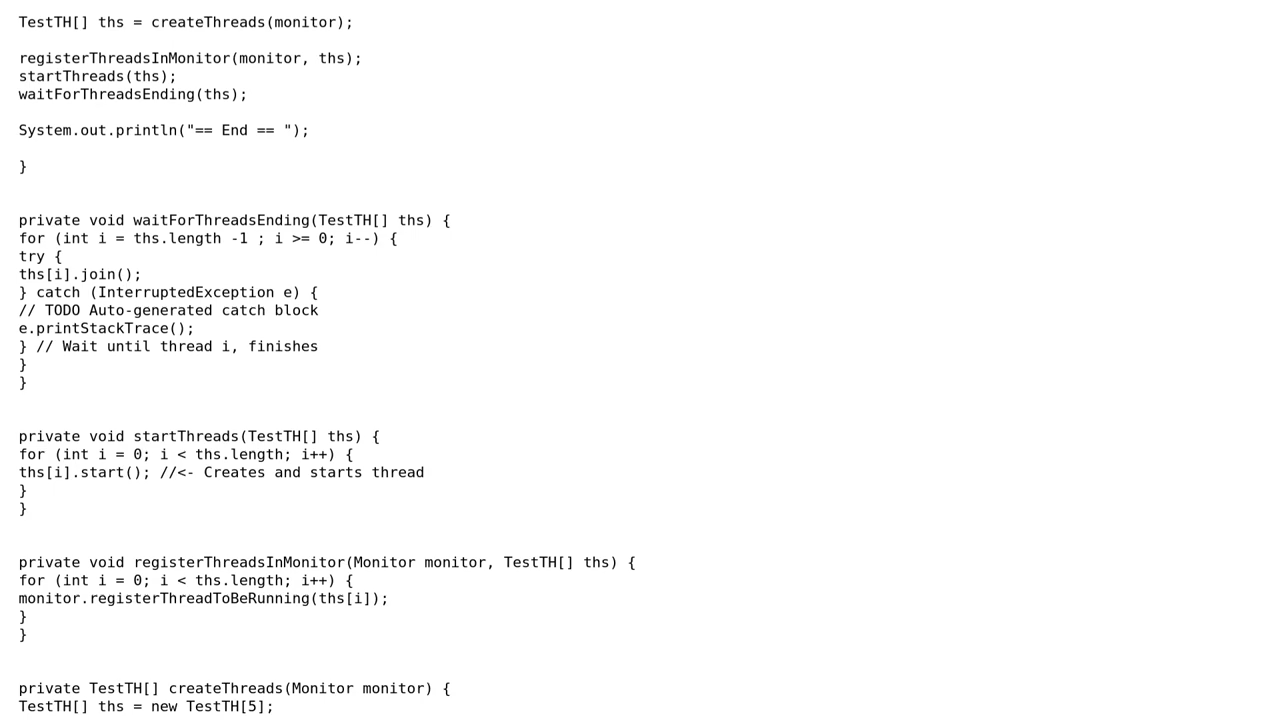 TestTH[] ths = createThreads(monitor);
registerThreadsInMonitor(monitor, ths);
startThreads(ths);
waitForThreadsEnding(ths);
System.out.println("== End == ");
}
private void waitForThreadsEnding(TestTH[] ths) {
for (int i = ths.length -1 ; i >= 0; i--) {
try {
ths[i].join();
} catch (InterruptedException e) {
// TODO Auto-generated catch block
e.printStackTrace();
} // Wait until thread i, finishes
}
}
private void startThreads(TestTH[] ths) {
for (int i = 0; i < ths.length; i++) {
ths[i].start(); //<- Creates and starts thread
}
}
private void registerThreadsInMonitor(Monitor monitor, TestTH[] ths) {
for (int i = 0; i < ths.length; i++) {
monitor.registerThreadToBeRunning(ths[i]);
}
}
private TestTH[] createThreads(Monitor monitor) {
TestTH[] ths = new TestTH[5];